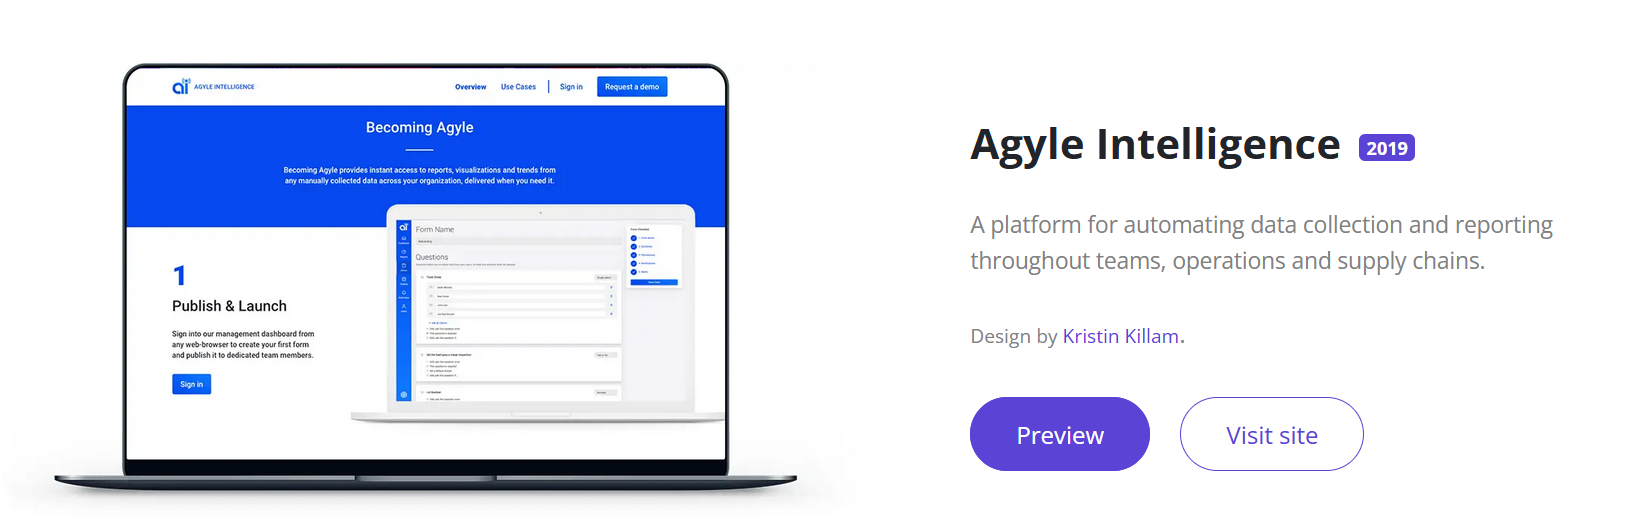 ai AGYLE INTELLIGENCE
Overview Use Cases Sign in Request a demo
Becoming Agyle
Becoming Agyle provides instant access to reports, visualizations and trends from
any manually collected data across your organization, delivered when you need it.
1
Publish & Launch
Sign into our management dashboard from
any web-browser to create your first form
and publish it to dedicated team members.
Sign in
ai
Form Name
Questions
Agyle Intelligence 2019
A platform for automating data collection and reporting
throughout teams, operations and supply chains.
Design by Kristin Killam.
Preview Visit site